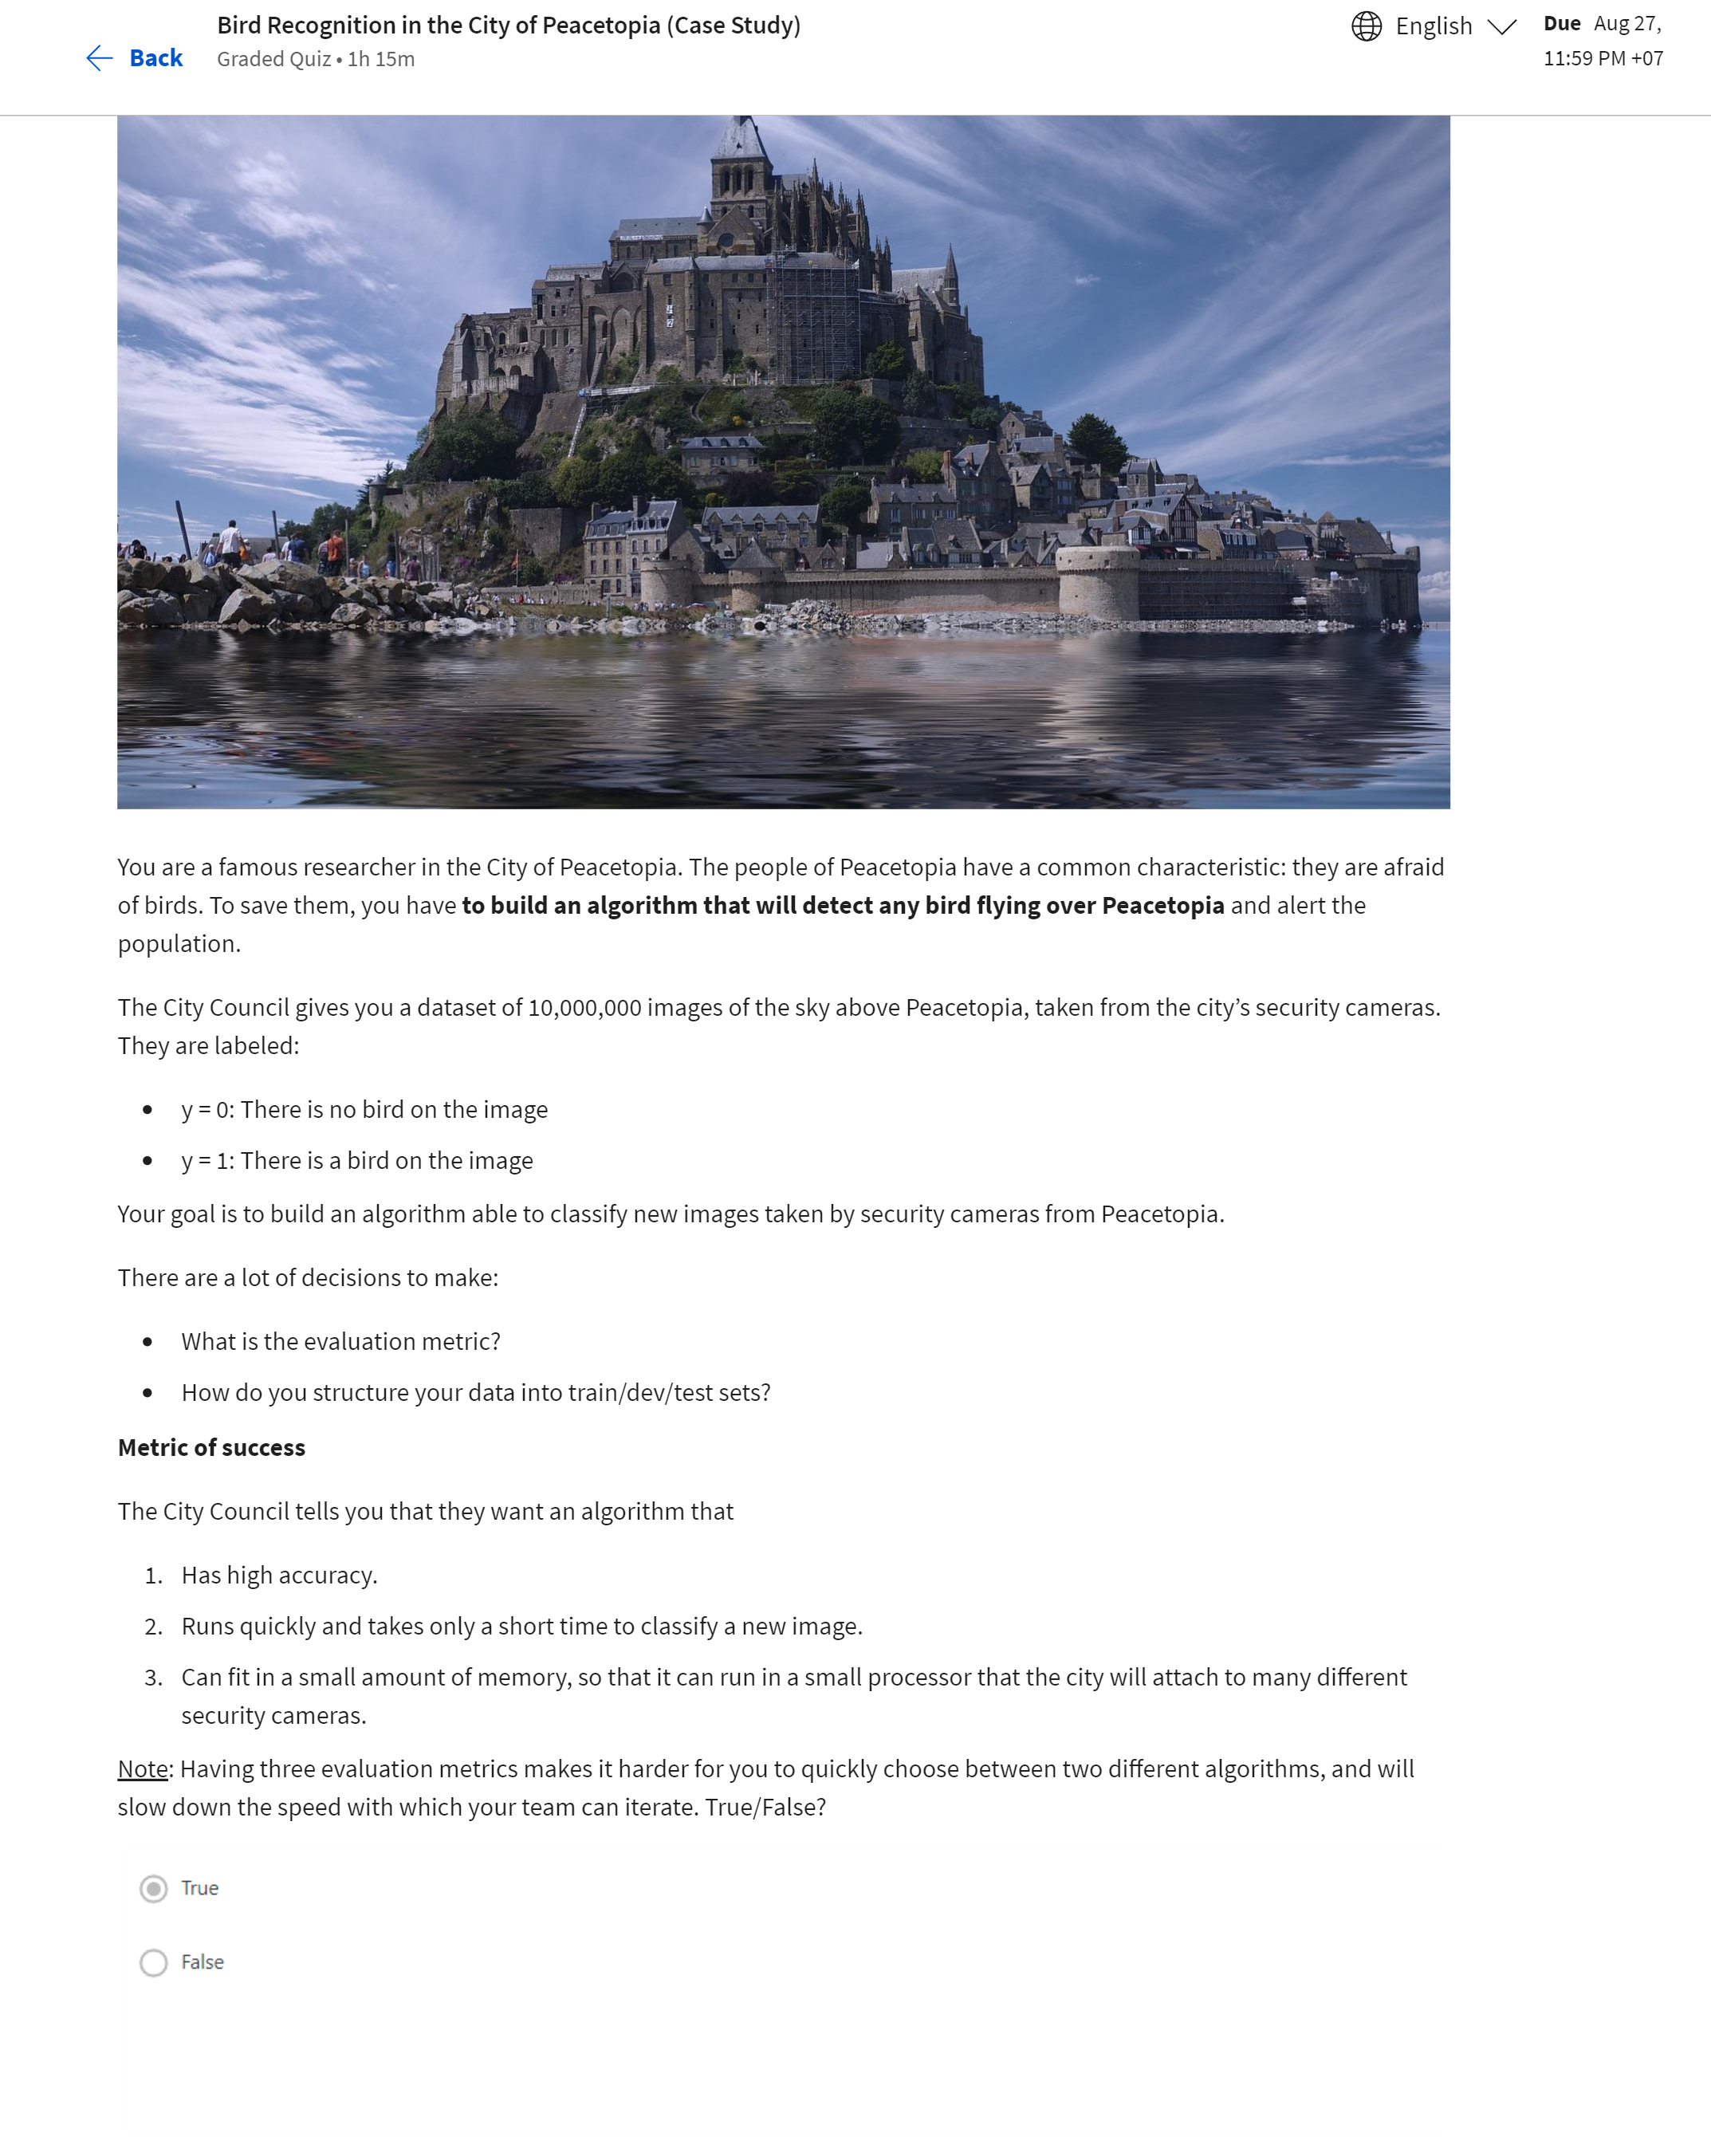 Bird Recognition in the City of Peacetopia (Case Study)
Back
Graded Quiz • 1h 15m
English
Due Aug 27,
11:59 PM +07
You are a famous researcher in the City of Peacetopia. The people of Peacetopia have a common characteristic: they are afraid
of birds. To save them, you have to build an algorithm that will detect any bird flying over Peacetopia and alert the
population.
The City Council gives you a dataset of 10,000,000 images of the sky above Peacetopia, taken from the city’s security cameras.
They are labeled:
• y = 0: There is no bird on the image
• y = 1: There is a bird on the image
Your goal is to build an algorithm able to classify new images taken by security cameras from Peacetopia.
There are a lot of decisions to make:
• What is the evaluation metric?
• How do you structure your data into train/dev/test sets?
Metric of success
The City Council tells you that they want an algorithm that
1. Has high accuracy.
2. Runs quickly and takes only a short time to classify a new image.
3. Can fit in a small amount of memory, so that it can run in a small processor that the city will attach to many different
security cameras.
Note: Having three evaluation metrics makes it harder for you to quickly choose between two different algorithms, and will
slow down the speed with which your team can iterate. True/False?
True
False